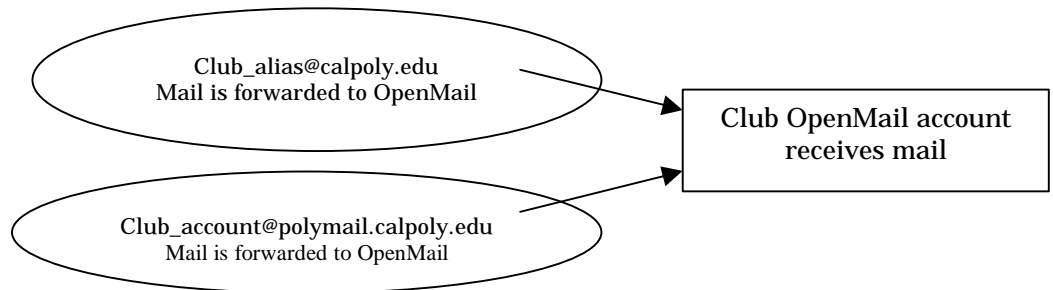 Club_alias@calpoly.edu
Mail is forwarded to OpenMail
Club OpenMail account
receives mail
Club_account@polymail.calpoly.edu
Mail is forwarded to OpenMail